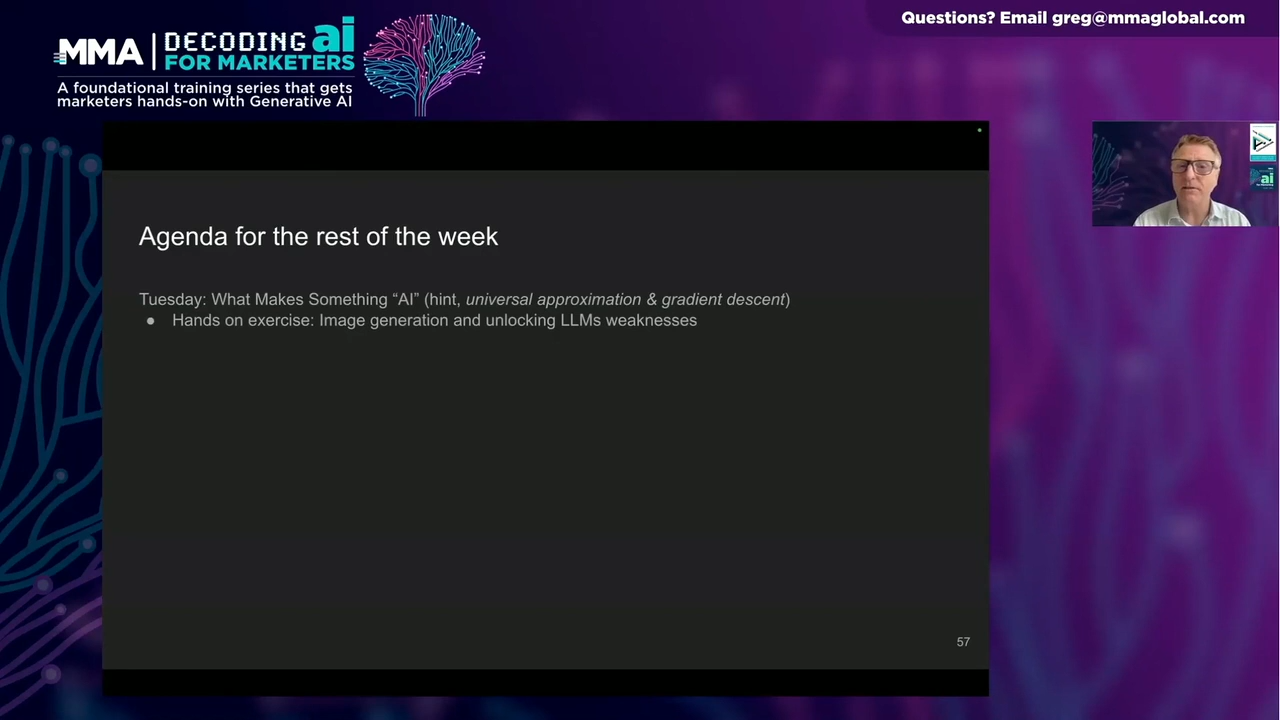 Questions? Email greg@mmaglobal.com
MMA
DECODING ai
FOR MARKETERS
A foundational training series that gets
marketers hands-on with Generative AI
ai
Agenda for the rest of the week
Tuesday: What Makes Something “AI” (hint, universal approximation & gradient descent)
● Hands on exercise: Image generation and unlocking LLMs weaknesses
57